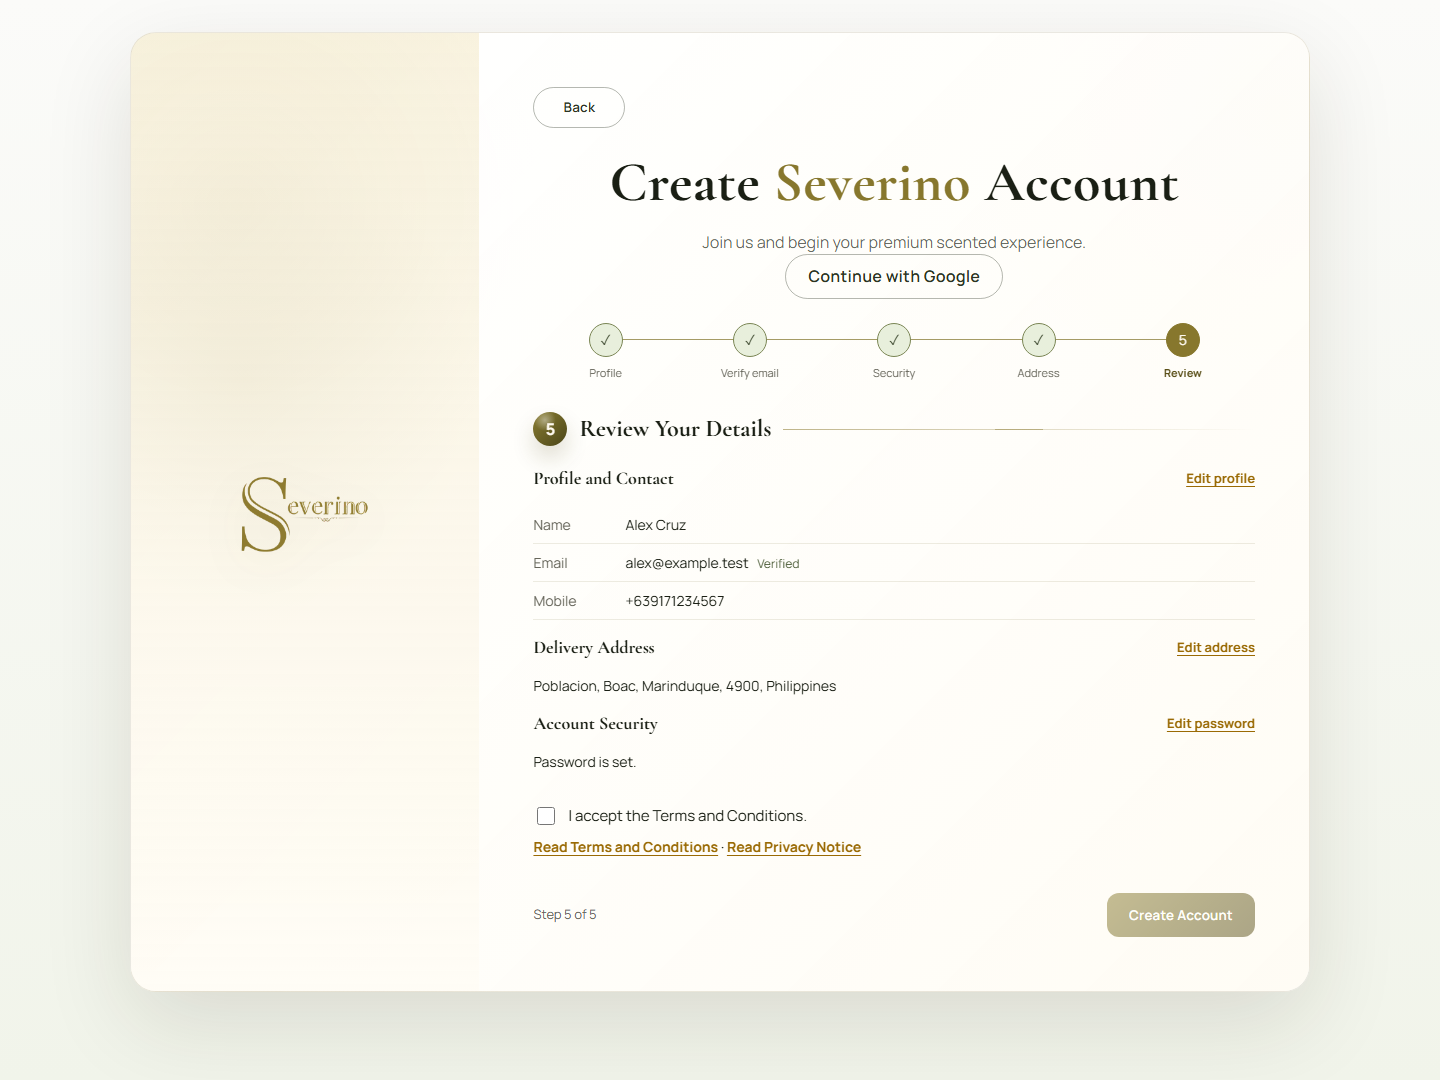 Severino
Back
Create Severino Account
Join us and begin your premium scented experience.
Continue with Google
✓ ✓ ✓ ✓ 5
Profile Verify email Security Address Review
5 Review Your Details
Profile and Contact Edit profile
Name Alex Cruz
Email alex@example.test Verified
Mobile +639171234567
Delivery Address Edit address
Poblacion, Boac, Marinduque, 4900, Philippines
Account Security Edit password
Password is set.
I accept the Terms and Conditions.
Read Terms and Conditions · Read Privacy Notice
Step 5 of 5 Create Account